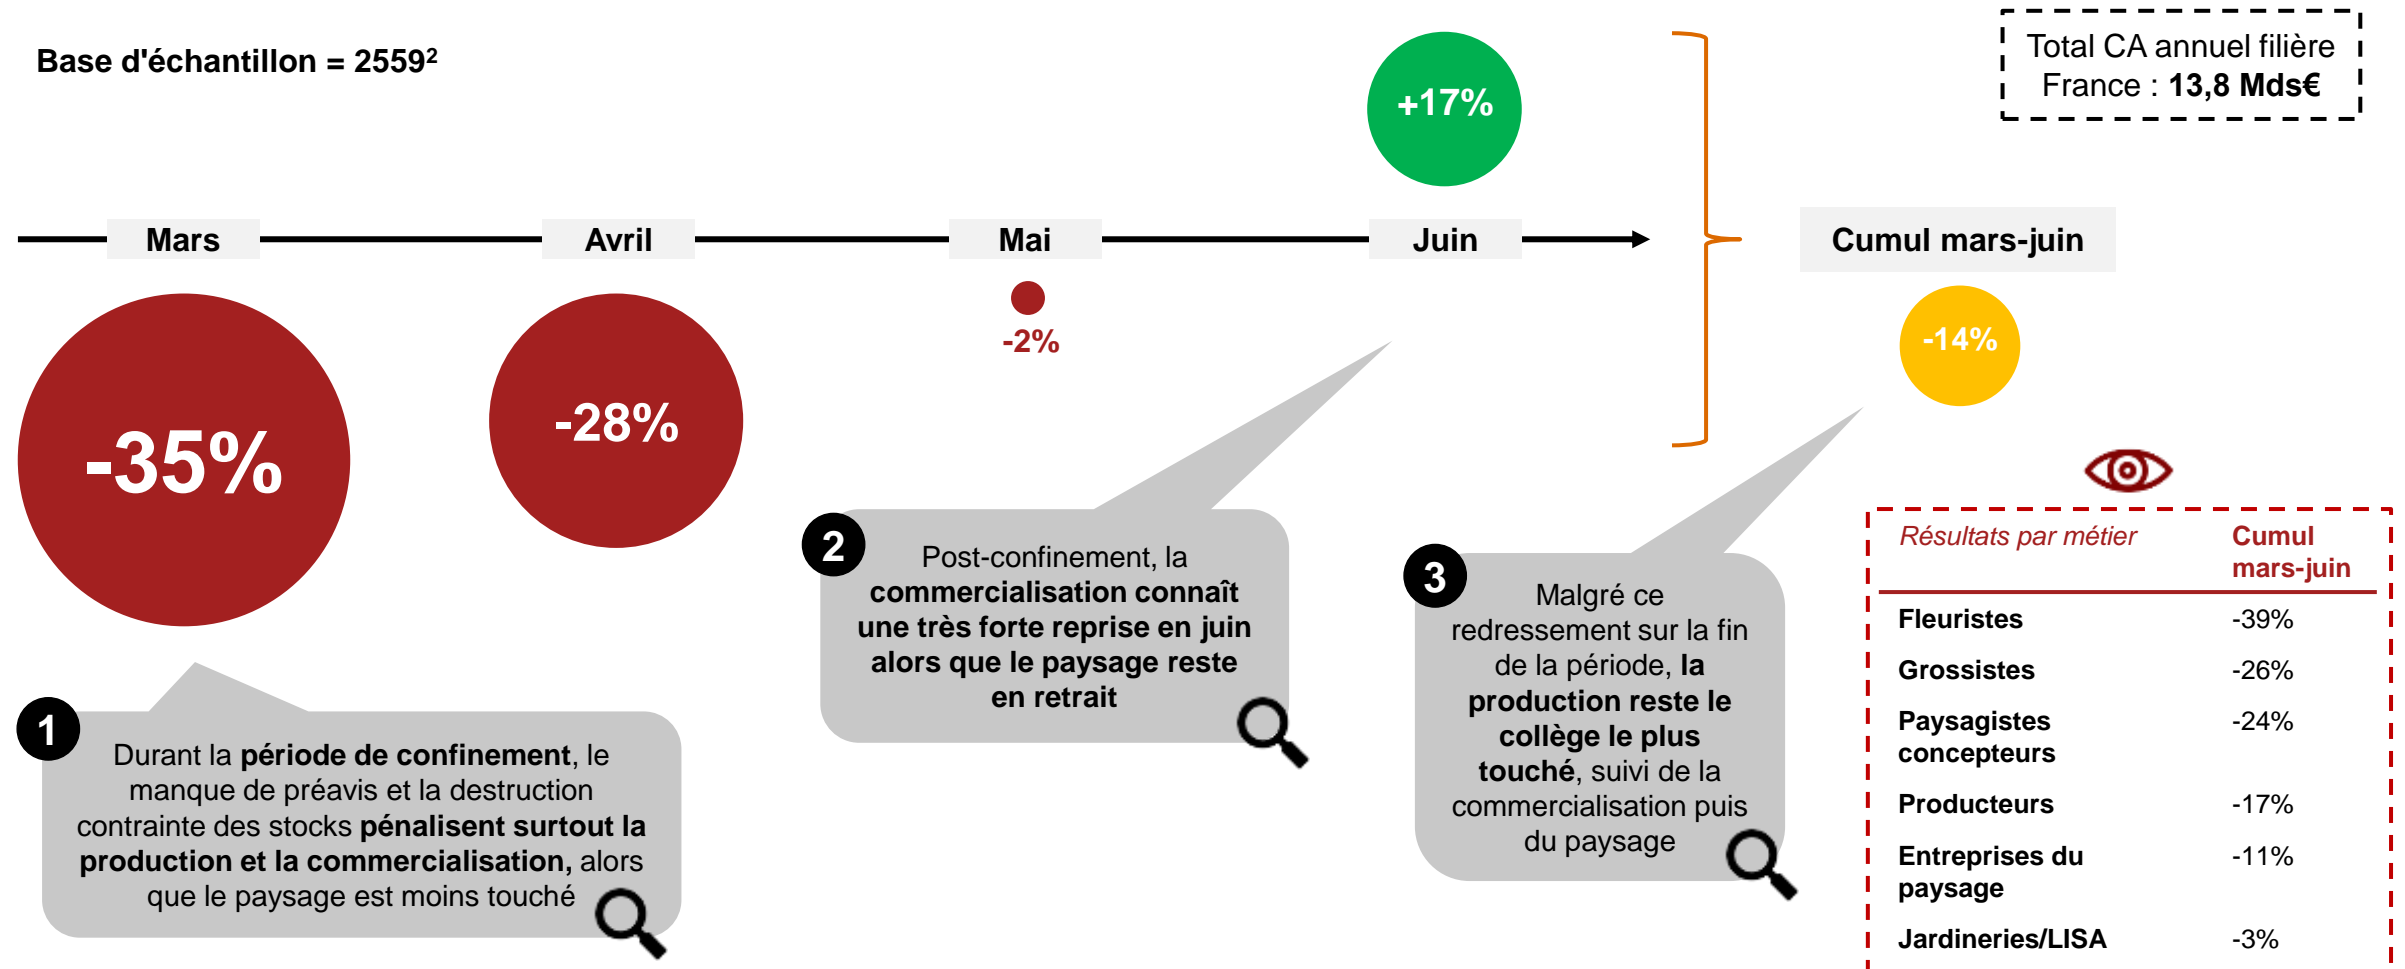 Base d'échantillon = 2559²
Total CA annuel filière
France : 13,8 Mds€
+17%
Mars
Avril
Mai
Juin
Cumul mars-juin
-35%
-28%
-2%
-14%
1
Durant la période de confinement, le
manque de préavis et la destruction
contrainte des stocks pénalisent surtout la
production et la commercialisation, alors
que le paysage est moins touché
2
Post-confinement, la
commercialisation connaît
une très forte reprise en juin
alors que le paysage reste
en retrait
3
Malgré ce
redressement sur la fin
de la période, la
production reste le
collège le plus
touché, suivi de la
commercialisation puis
du paysage
Résultats par métier Cumul
mars-juin
Fleuristes -39%
Grossistes -26%
Paysagistes -24%
concepteurs
Producteurs -17%
Entreprises du -11%
paysage
Jardineries/LISA -3%